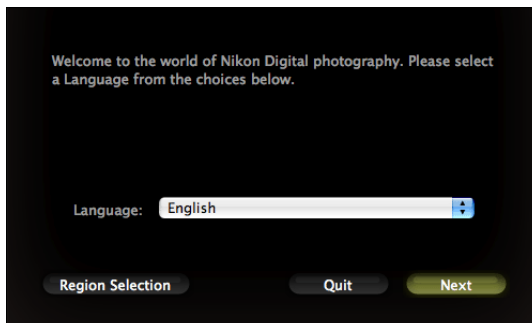 Welcome to the world of Nikon Digital photography. Please select
a Language from the choices below.
Language: English
Region Selection Quit Next